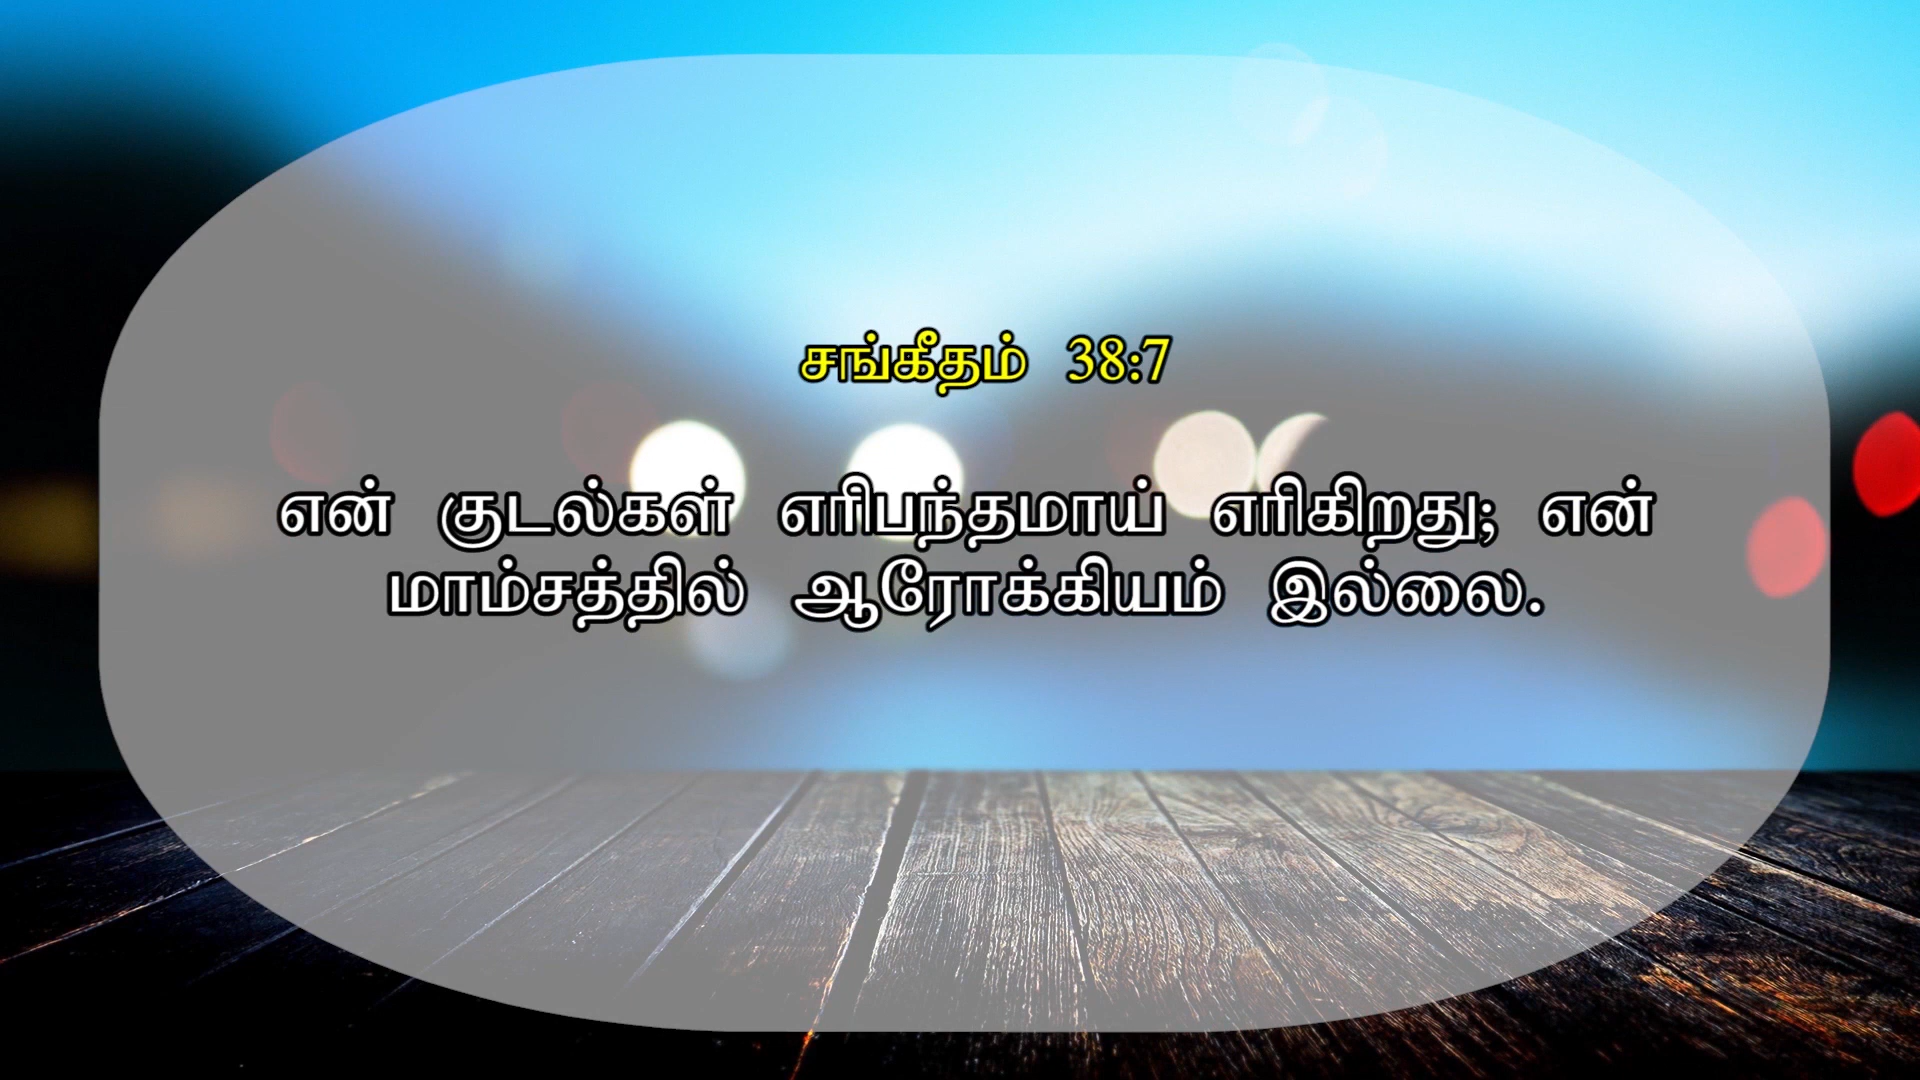 சங்கீதம் 38:7
என் குடல்கள் எரிபந்தமாய் எரிகிறது; என்
மாம்சத்தில் ஆரோக்கியம் இல்லை.